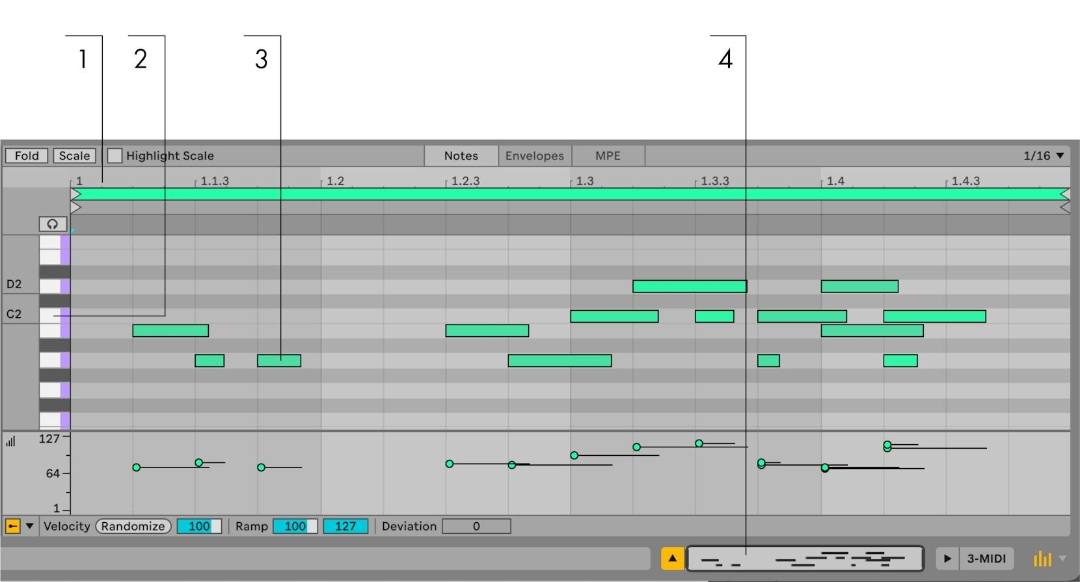 1 2 3 4
Fold Scale Highlight Scale Notes Envelopes MPE 1/16
1 1.1.3 1.2 1.2.3 1.3 1.3.3 1.4 1.4.3
D2
C2
127
64
1
Velocity Randomize 100 Ramp 100 127 Deviation 0
3-MIDI